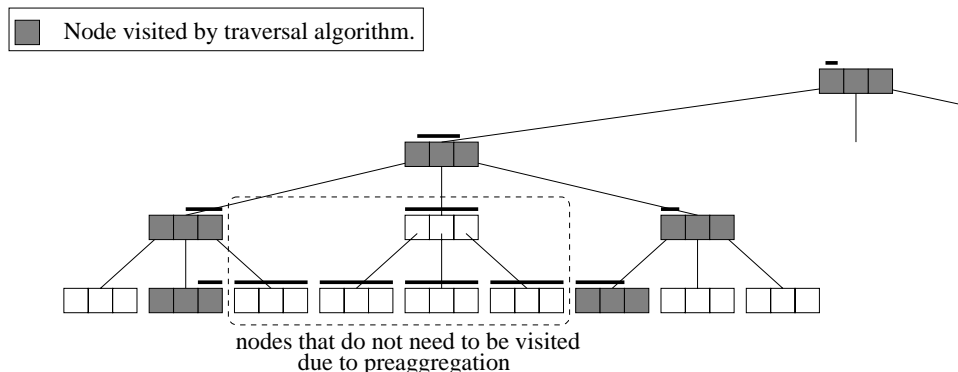 Node visited by traversal algorithm.
nodes that do not need to be visited
due to preaggregation